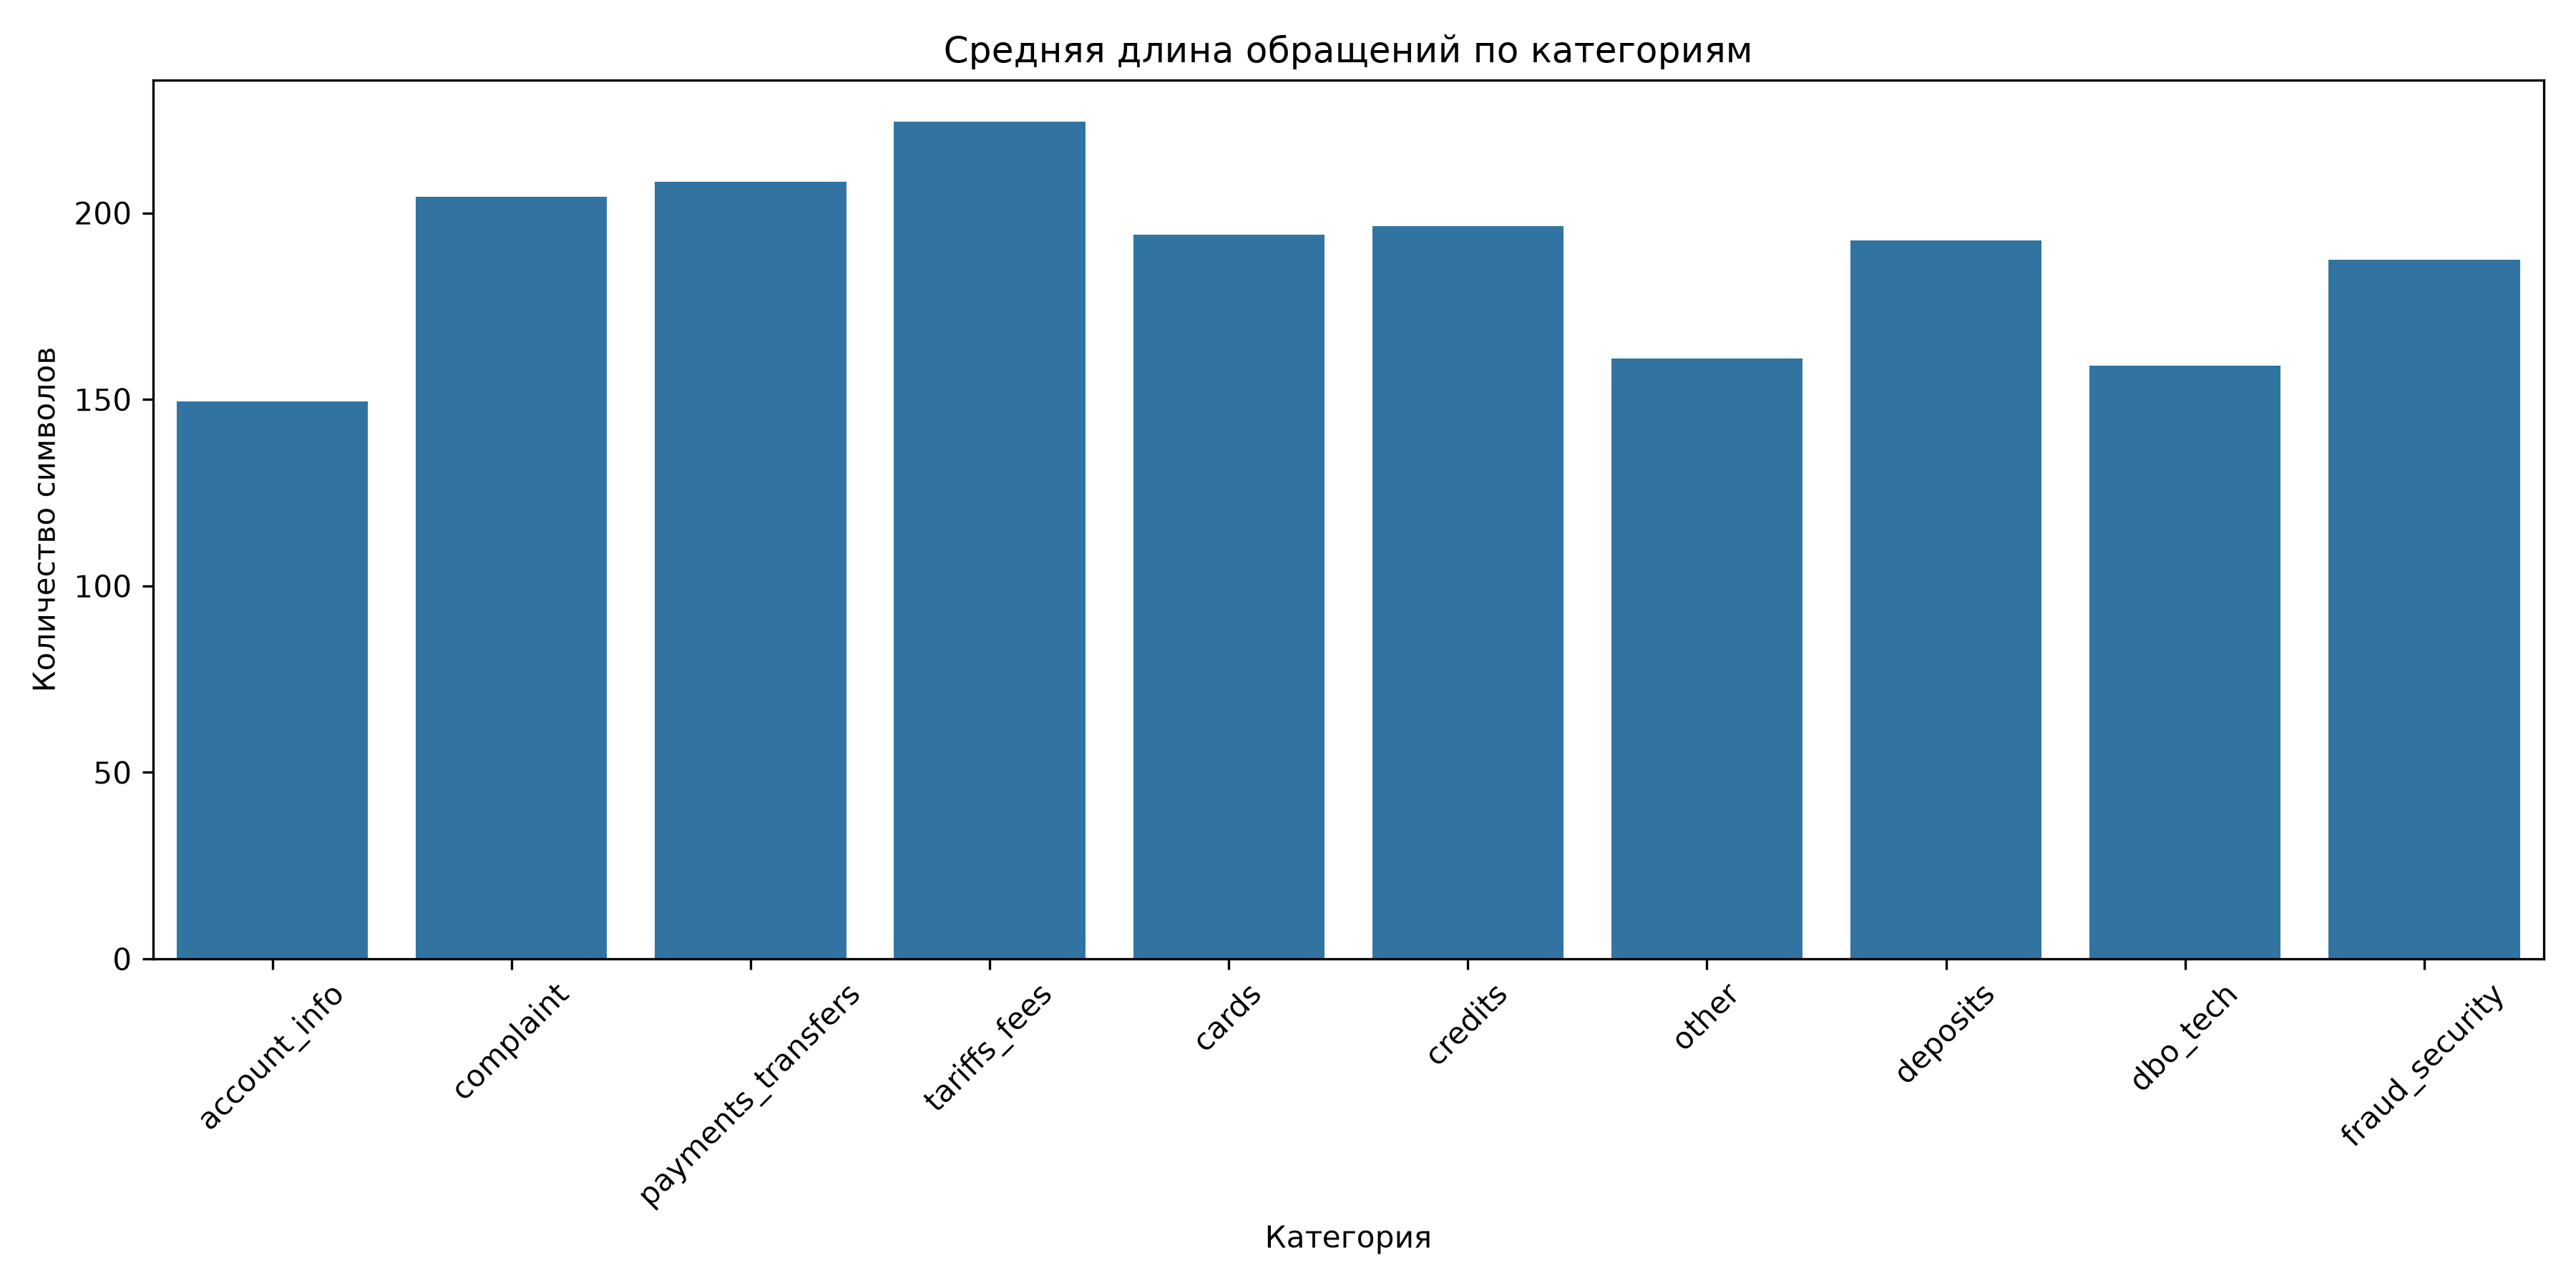 Средняя длина обращений по категориям
Количество символов
200
150
100
50
0
account_info
complaint
payments_transfers
tariffs_fees
cards
credits
other
deposits
dbo_tech
fraud_security
Категория